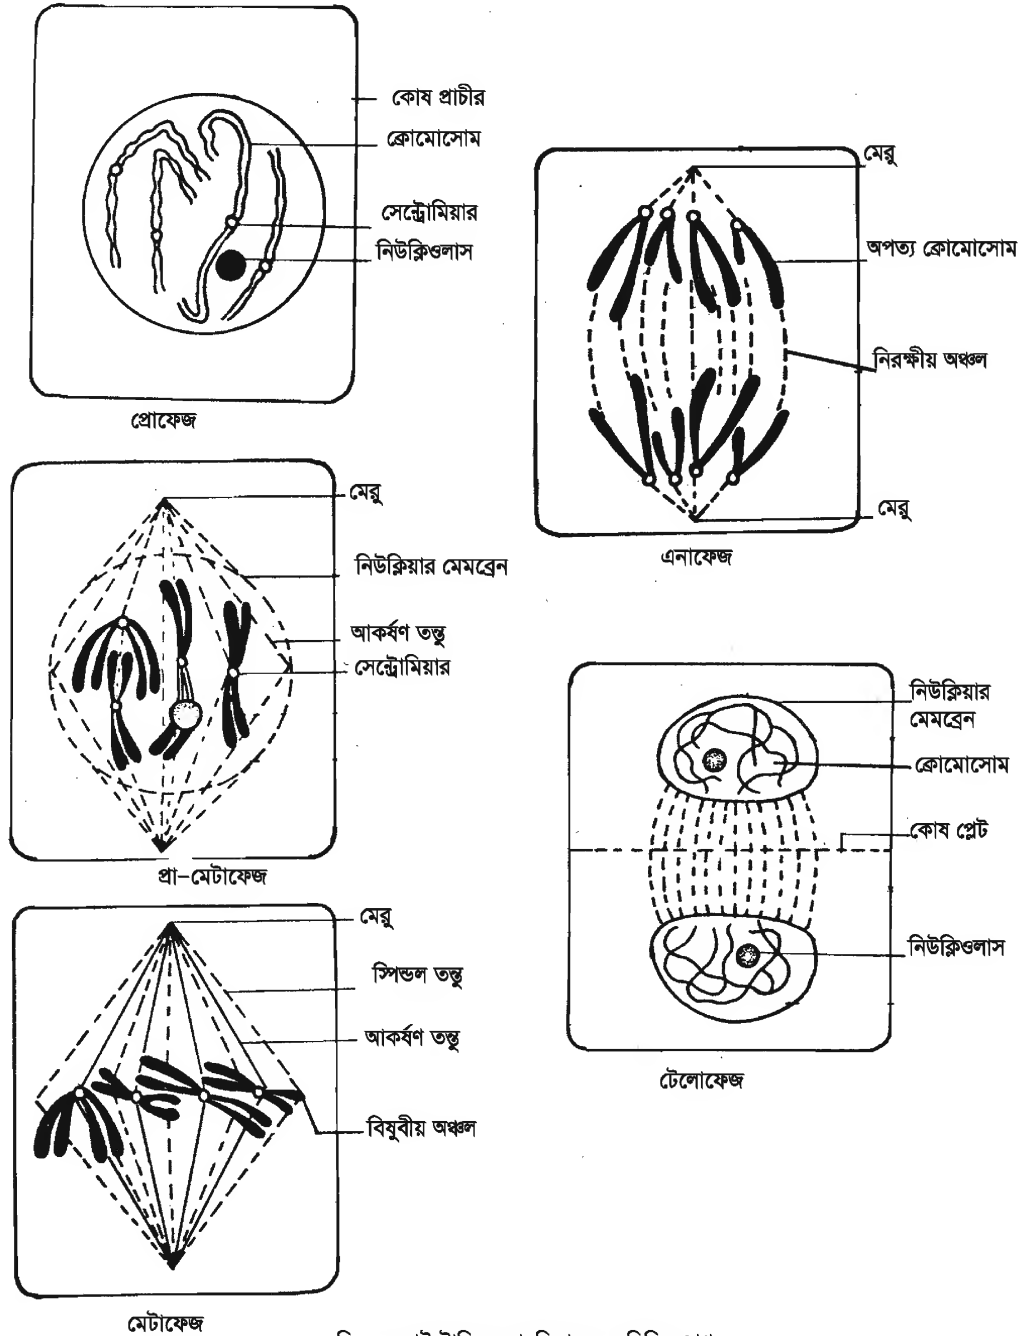 কোষ প্রাচীর
ক্রোমোসোম
সেন্ট্রোমিয়ার
নিউক্লিওলাস
প্রোফেজ
মেরু
নিউক্লিয়ার মেমব্রেন
আকর্ষণ তন্তু
সেন্ট্রোমিয়ার
প্রা-মেটাফেজ
মেরু
স্পিন্ডল তন্তু
আকর্ষণ তন্তু
বিষুবীয় অঞ্চল
মেটাফেজ
মেরু
অপত্য ক্রোমোসোম
নিরক্ষীয় অঞ্চল
মেরু
এনাফেজ
নিউক্লিয়ার
মেমব্রেন
ক্রোমোসোম
কোষ প্লেট
নিউক্লিওলাস
টেলোফেজ